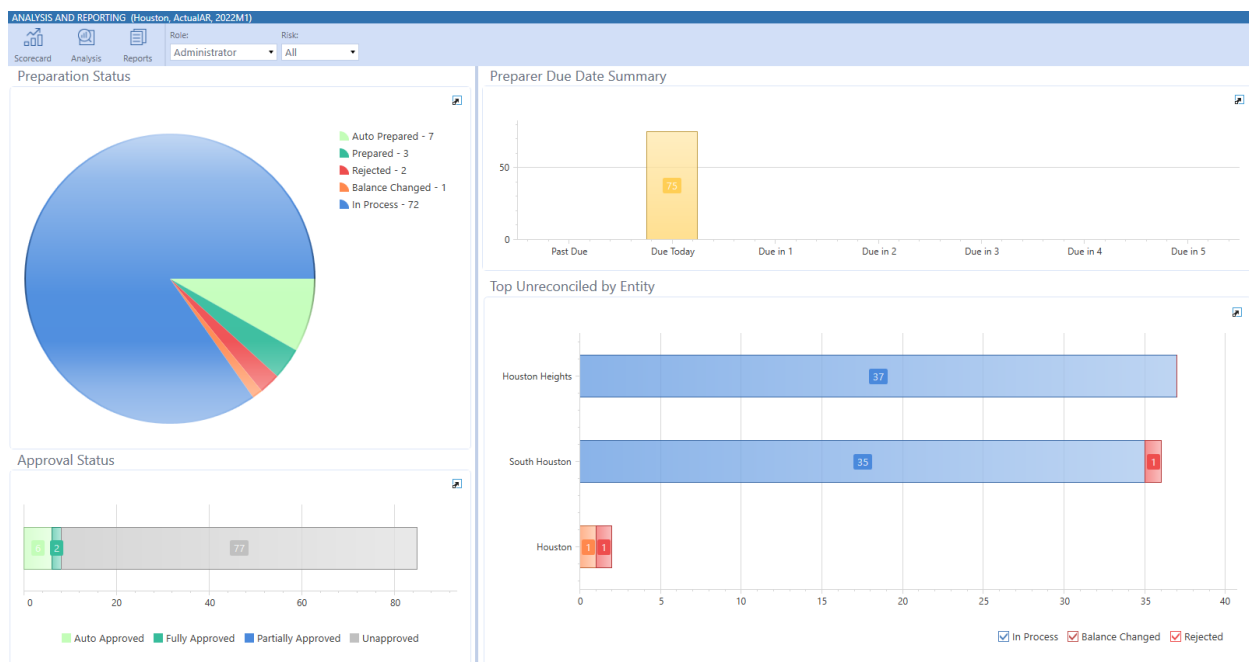 ANALYSIS AND REPORTING (Houston, ActualAR, 2022M1)
Scorecard
Analysis
Reports
Role:
Administrator
Risk:
All
Preparation Status
Auto Prepared - 7
Prepared - 3
Rejected - 2
Balance Changed - 1
In Process - 72
Approval Status
6
2
77
0 20 40 60 80
Auto Approved Fully Approved Partially Approved Unapproved
Preparer Due Date Summary
50
75
0
Past Due Due Today Due in 1 Due in 2 Due in 3 Due in 4 Due in 5
Top Unreconciled by Entity
Houston Heights 37
South Houston 35 1
Houston 1 1
0 5 10 15 20 25 30 35 40
In Process Balance Changed Rejected